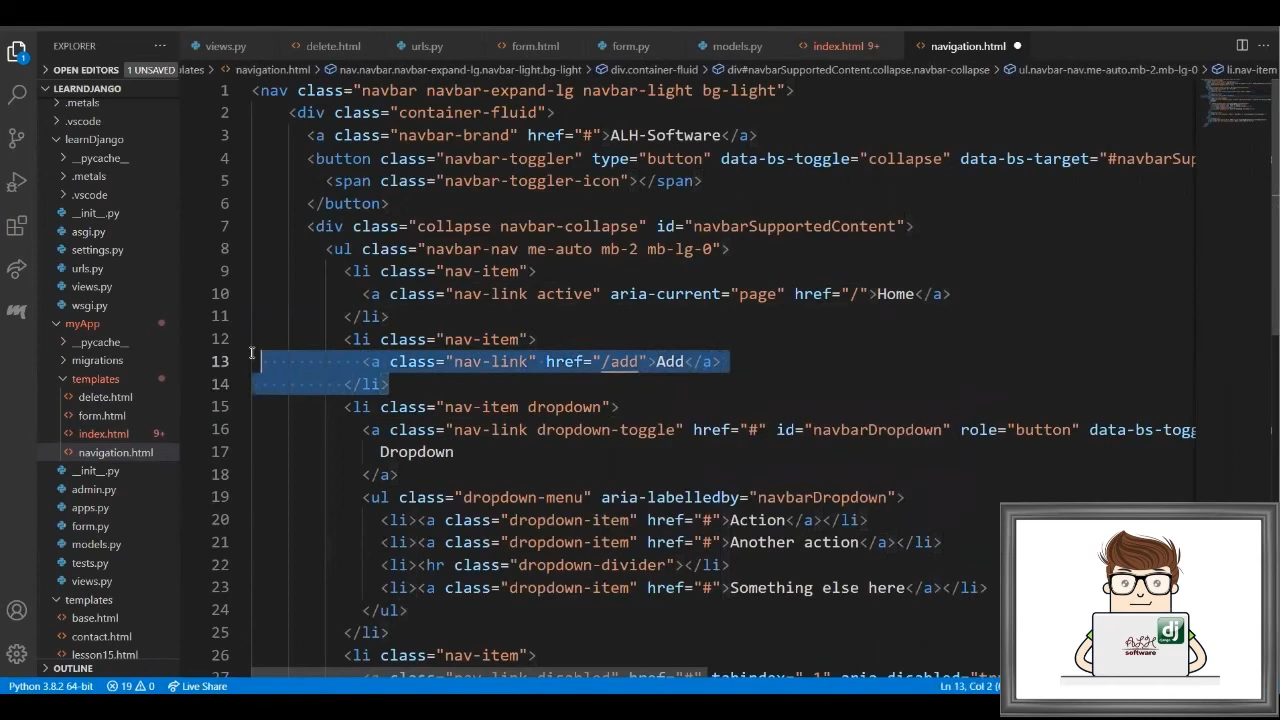 EXPLORER ···
OPEN EDITORS 1 UNSAVED
LEARNDJANGO
.metals
.vscode
learnDjango
__pycache__
.metals
.vscode
__init__.py
asgi.py
settings.py
urls.py
views.py
wsgi.py
myApp
__pycache__
migrations
templates
delete.html
form.html
index.html 9+
navigation.html
__init__.py
admin.py
apps.py
form.py
models.py
tests.py
views.py
templates
base.html
contact.html
lesson15.html
OUTLINE
views.py delete.html urls.py form.html form.py models.py index.html 9+ navigation.html
plates > navigation.html > nav.navbar.navbar-expand-lg.navbar-light.bg-light > div.container-fluid > div#navbarSupportedContent.collapse.navbar-collapse > ul.navbar-nav.me-auto.mb-2.mb-lg-0 > li.nav-item
1 <nav class="navbar navbar-expand-lg navbar-light bg-light">
2 <div class="container-fluid">
3 <a class="navbar-brand" href="#">ALH-Software</a>
4 <button class="navbar-toggler" type="button" data-bs-toggle="collapse" data-bs-target="#navbarSup
5 <span class="navbar-toggler-icon"></span>
6 </button>
7 <div class="collapse navbar-collapse" id="navbarSupportedContent">
8 <ul class="navbar-nav me-auto mb-2 mb-lg-0">
9 <li class="nav-item">
10 <a class="nav-link active" aria-current="page" href="/">Home</a>
11 </li>
12 <li class="nav-item">
13 <a class="nav-link" href="/add">Add</a>
14 </li>
15 <li class="nav-item dropdown">
16 <a class="nav-link dropdown-toggle" href="#" id="navbarDropdown" role="button" data-bs-togg
17 Dropdown
18 </a>
19 <ul class="dropdown-menu" aria-labelledby="navbarDropdown">
20 <li><a class="dropdown-item" href="#">Action</a></li>
21 <li><a class="dropdown-item" href="#">Another action</a></li>
22 <li><hr class="dropdown-divider"></li>
23 <li><a class="dropdown-item" href="#">Something else here</a></li>
24 </ul>
25 </li>
26 <li class="nav-item">
dj
ALH
software
Python 3.8.2 64-bit 19 0 Live Share Ln 13, Col 2